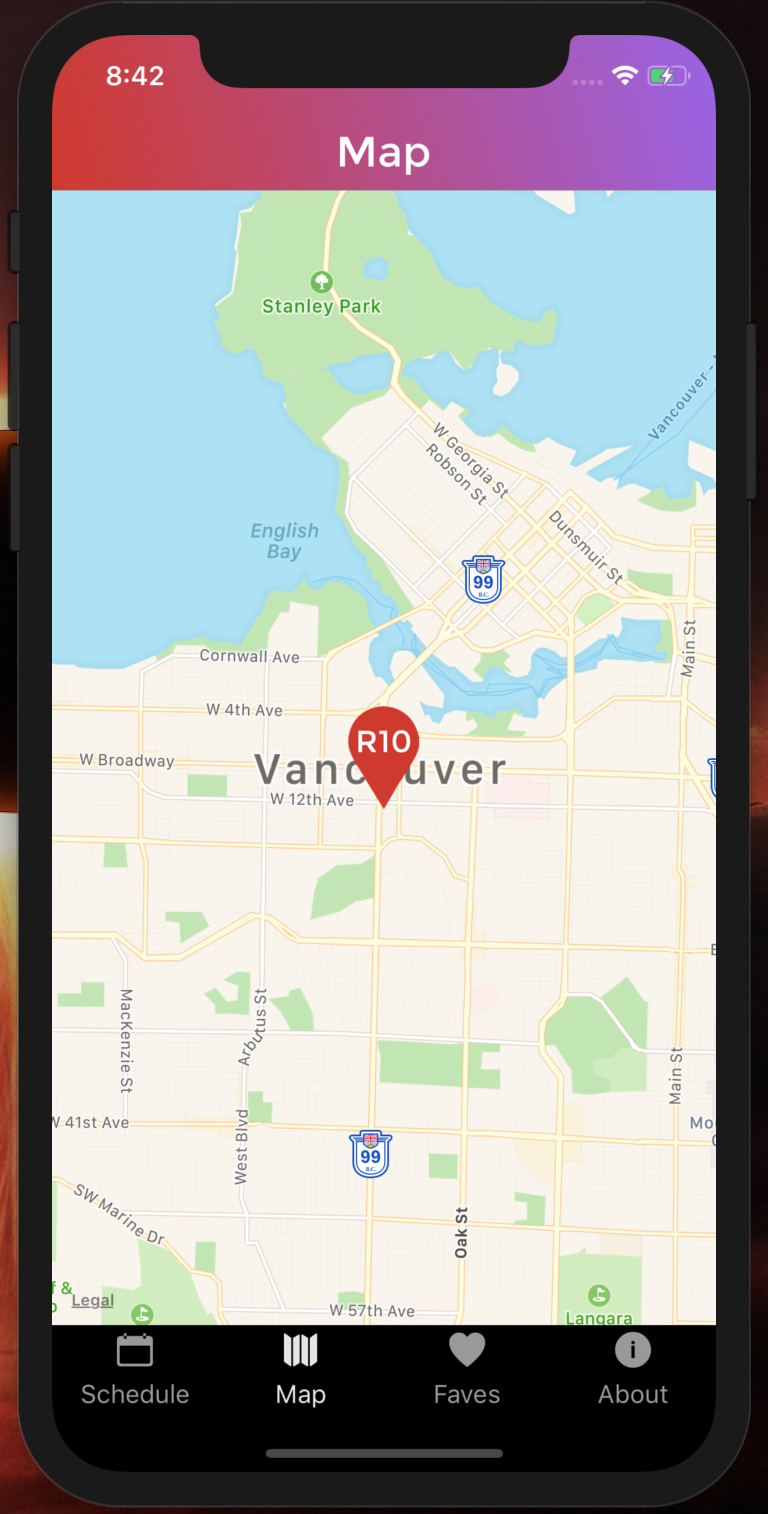 8:42
Map
Stanley Park
Vancouver -
W Georgia St
Robson St
Dunsmuir St
English
Bay
99
B.C.
Main St
Cornwall Ave
W 4th Ave
R10
W Broadway
Vancouver
W 12th Ave
MacKenzie St
Arbutus St
Main St
W 41st Ave
West Blvd
99
B.C.
Mo
Oak St
SW Marine Dr
f &
Legal
W 57th Ave
Langara
Schedule
Map
Faves
About